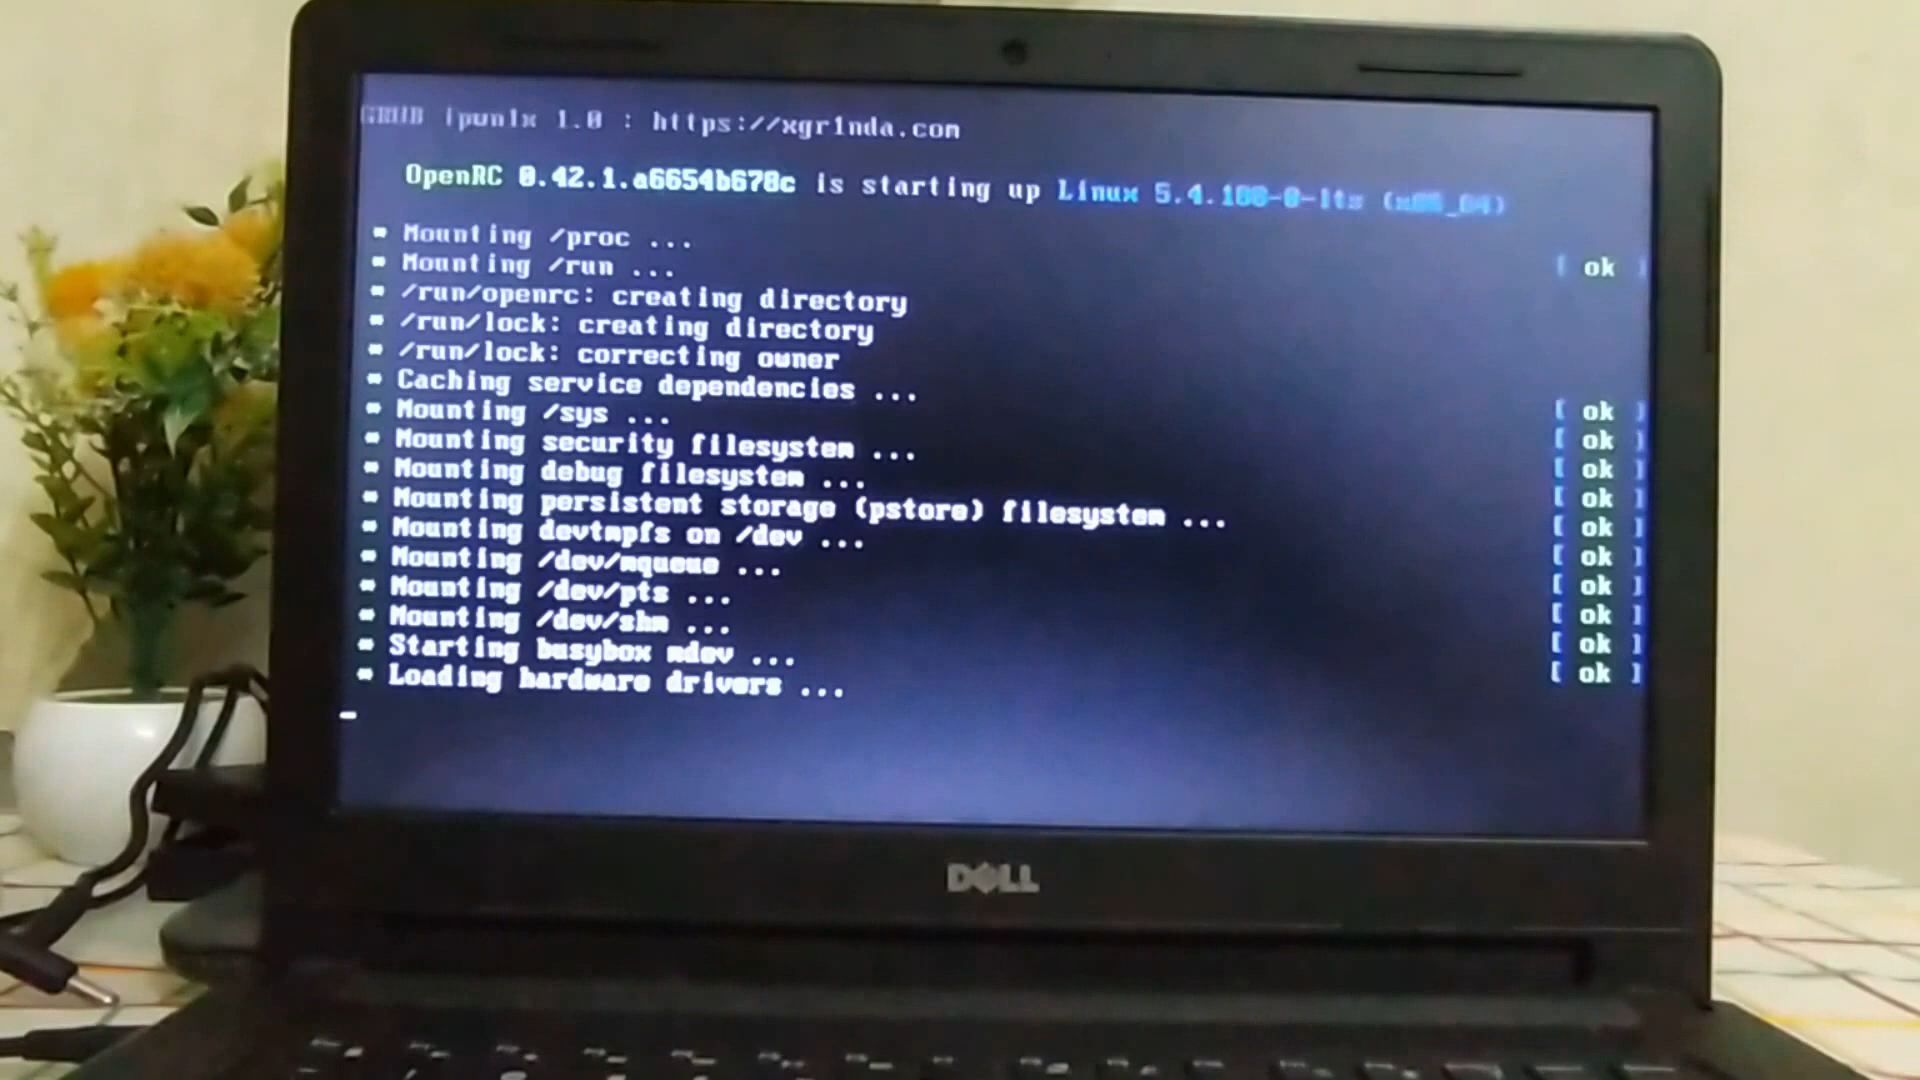 GRUB ipwn1x 1.0 : https://xgr1nda.com
OpenRC 0.42.1.a6654b678c is starting up Linux 5.4.188-0-lts (x86_64)
* Mounting /proc ...
* Mounting /run ... [ ok ]
* /run/openrc: creating directory
* /run/lock: creating directory
* /run/lock: correcting owner
* Caching service dependencies ...
* Mounting /sys ... [ ok ]
* Mounting security filesystem ... [ ok ]
* Mounting debug filesystem ... [ ok ]
* Mounting persistent storage (pstore) filesystem ... [ ok ]
* Mounting devtmpfs on /dev ... [ ok ]
* Mounting /dev/mqueue ... [ ok ]
* Mounting /dev/pts ... [ ok ]
* Mounting /dev/shm ... [ ok ]
* Starting busybox mdev ... [ ok ]
* Loading hardware drivers ... [ ok ]
DELL